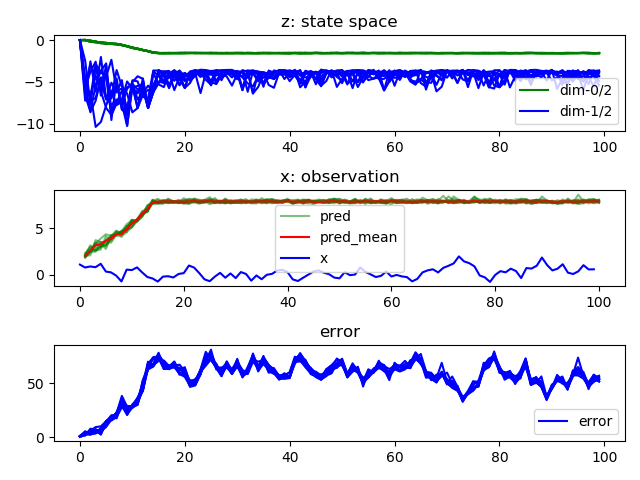 z: state space
0
−5
−10
dim-0/2
dim-1/2
0 20 40 60 80 100
x: observation
5
0
pred
pred_mean
x
0 20 40 60 80 100
error
50
0
error
0 20 40 60 80 100